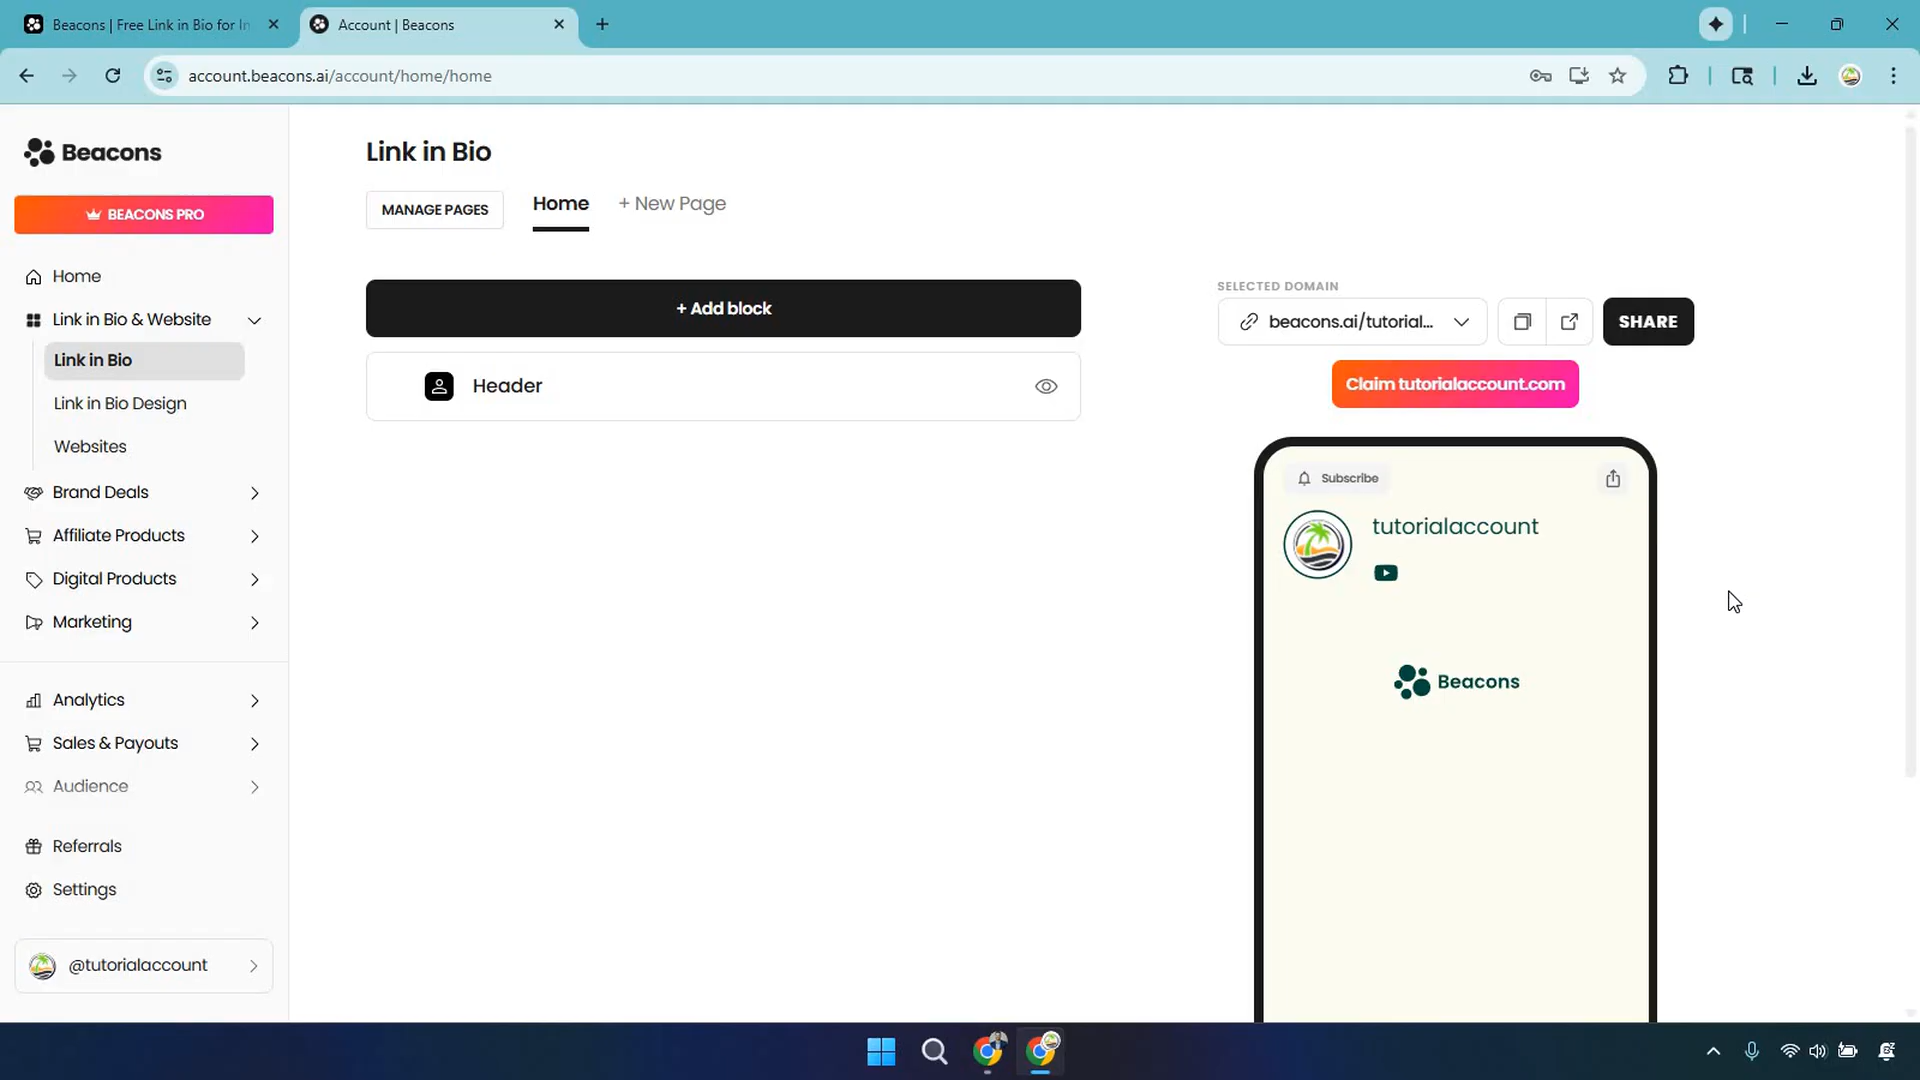 Beacons | Free Link in Bio for In
Account | Beacons
account.beacons.ai/account/home/home
Beacons
BEACONS PRO
Home
Link in Bio & Website
Link in Bio
Link in Bio Design
Websites
Brand Deals
Affiliate Products
Digital Products
Marketing
Analytics
Sales & Payouts
Audience
Referrals
Settings
@tutorialaccount
Link in Bio
MANAGE PAGES
Home
+ New Page
+ Add block
Header
SELECTED DOMAIN
beacons.ai/tutorial...
SHARE
Claim tutorialaccount.com
Subscribe
tutorialaccount
Beacons